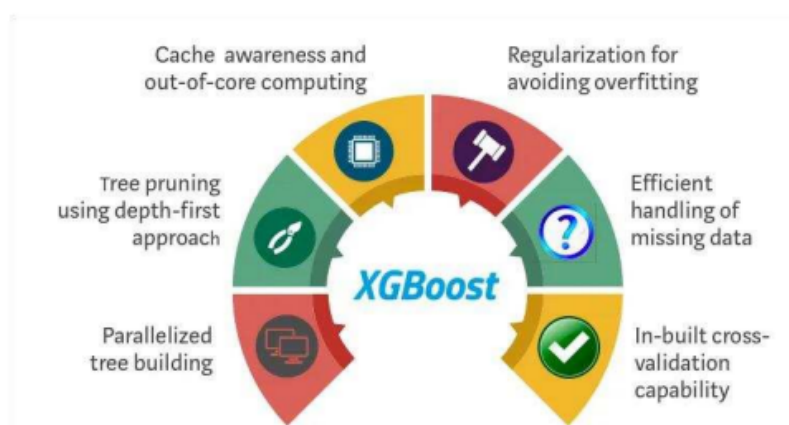 Cache awareness and
out-of-core computing
Regularization for
avoiding overfitting
Tree pruning
using depth-first
approach
Efficient
handling of
missing data
?
XGBoost
Parallelized
tree building
In-built cross-
validation
capability